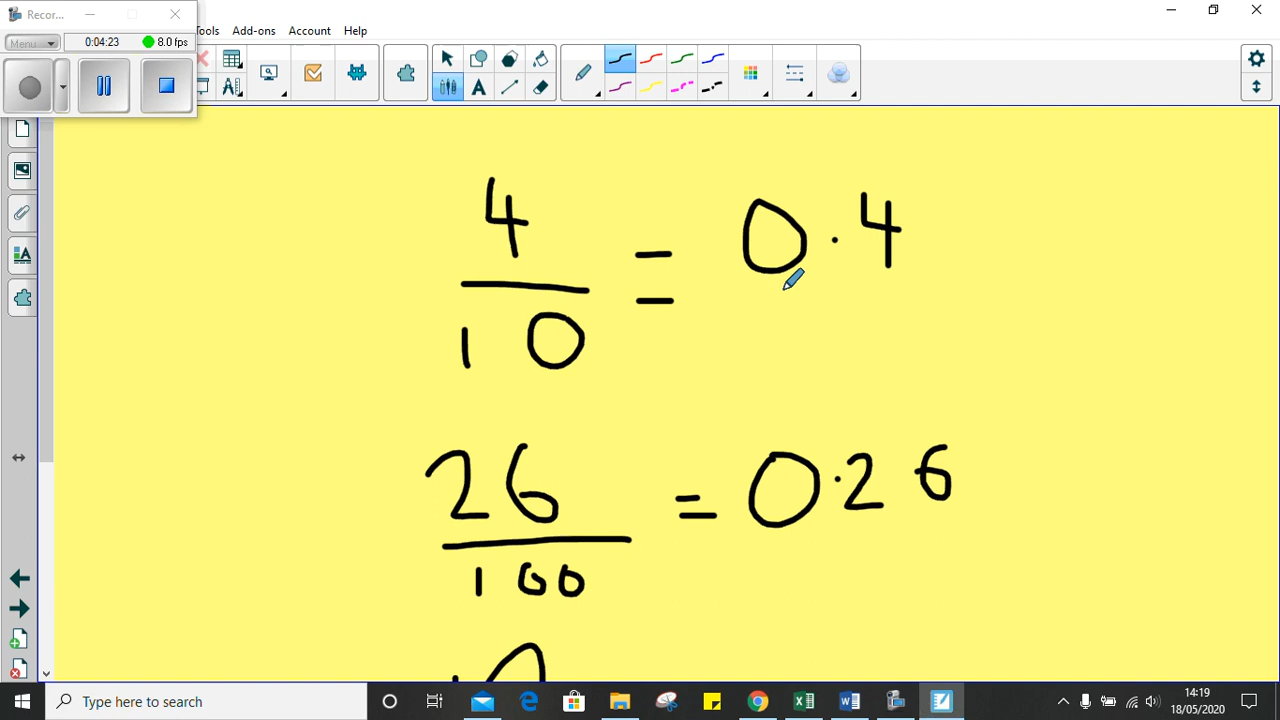 Recor...
Tools Add-ons Account Help
Menu
0:04:23
8.0 fps
A
A
4
10
= 0.4
26
100
= 0.26
Type here to search
14:19
18/05/2020